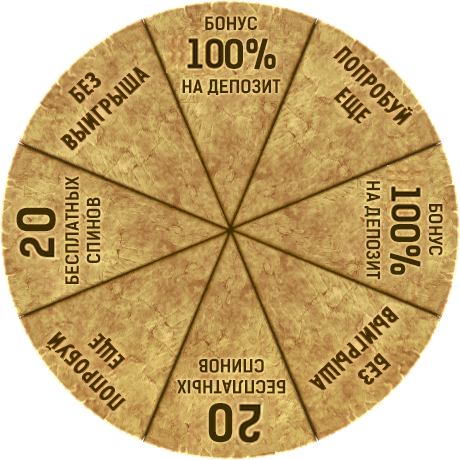 БОНУС
100%
НА ДЕПОЗИТ
ПОПРОБУЙ
ЕЩЕ
БОНУС
100%
НА ДЕПОЗИТ
БЕЗ
ВЫИГРЫША
20
БЕСПЛАТНЫХ
СПИНОВ
ПОПРОБУЙ
ЕЩЕ
20
БЕСПЛАТНЫХ
СПИНОВ
БЕЗ
ВЫИГРЫША